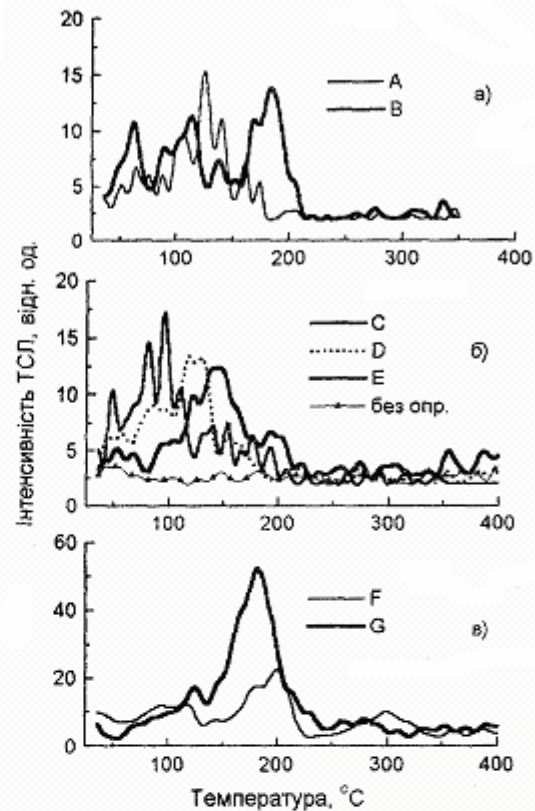 20
15
10
5
0
A
B
а)
100 200 300 400
Інтенсивність ТСЛ, відн. од.
20
15
10
5
0
C
D
E
без опр.
б)
100 200 300 400
60
40
20
0
F
G
в)
100 200 300 400
Температура, °C